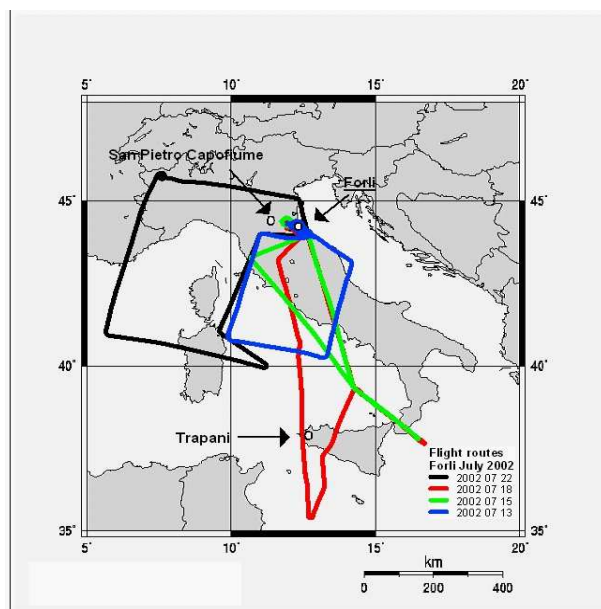 5˚ 10˚ 15˚ 20˚
San Pietro Capofiume
Forli
45˚ 45˚
40˚ 40˚
Trapani
Flight routes
Forli July 2002
2002 07 22
2002 07 18
2002 07 15
2002 07 13
35˚ 35˚
5˚ 10˚ 15˚ 20˚
km
0 200 400